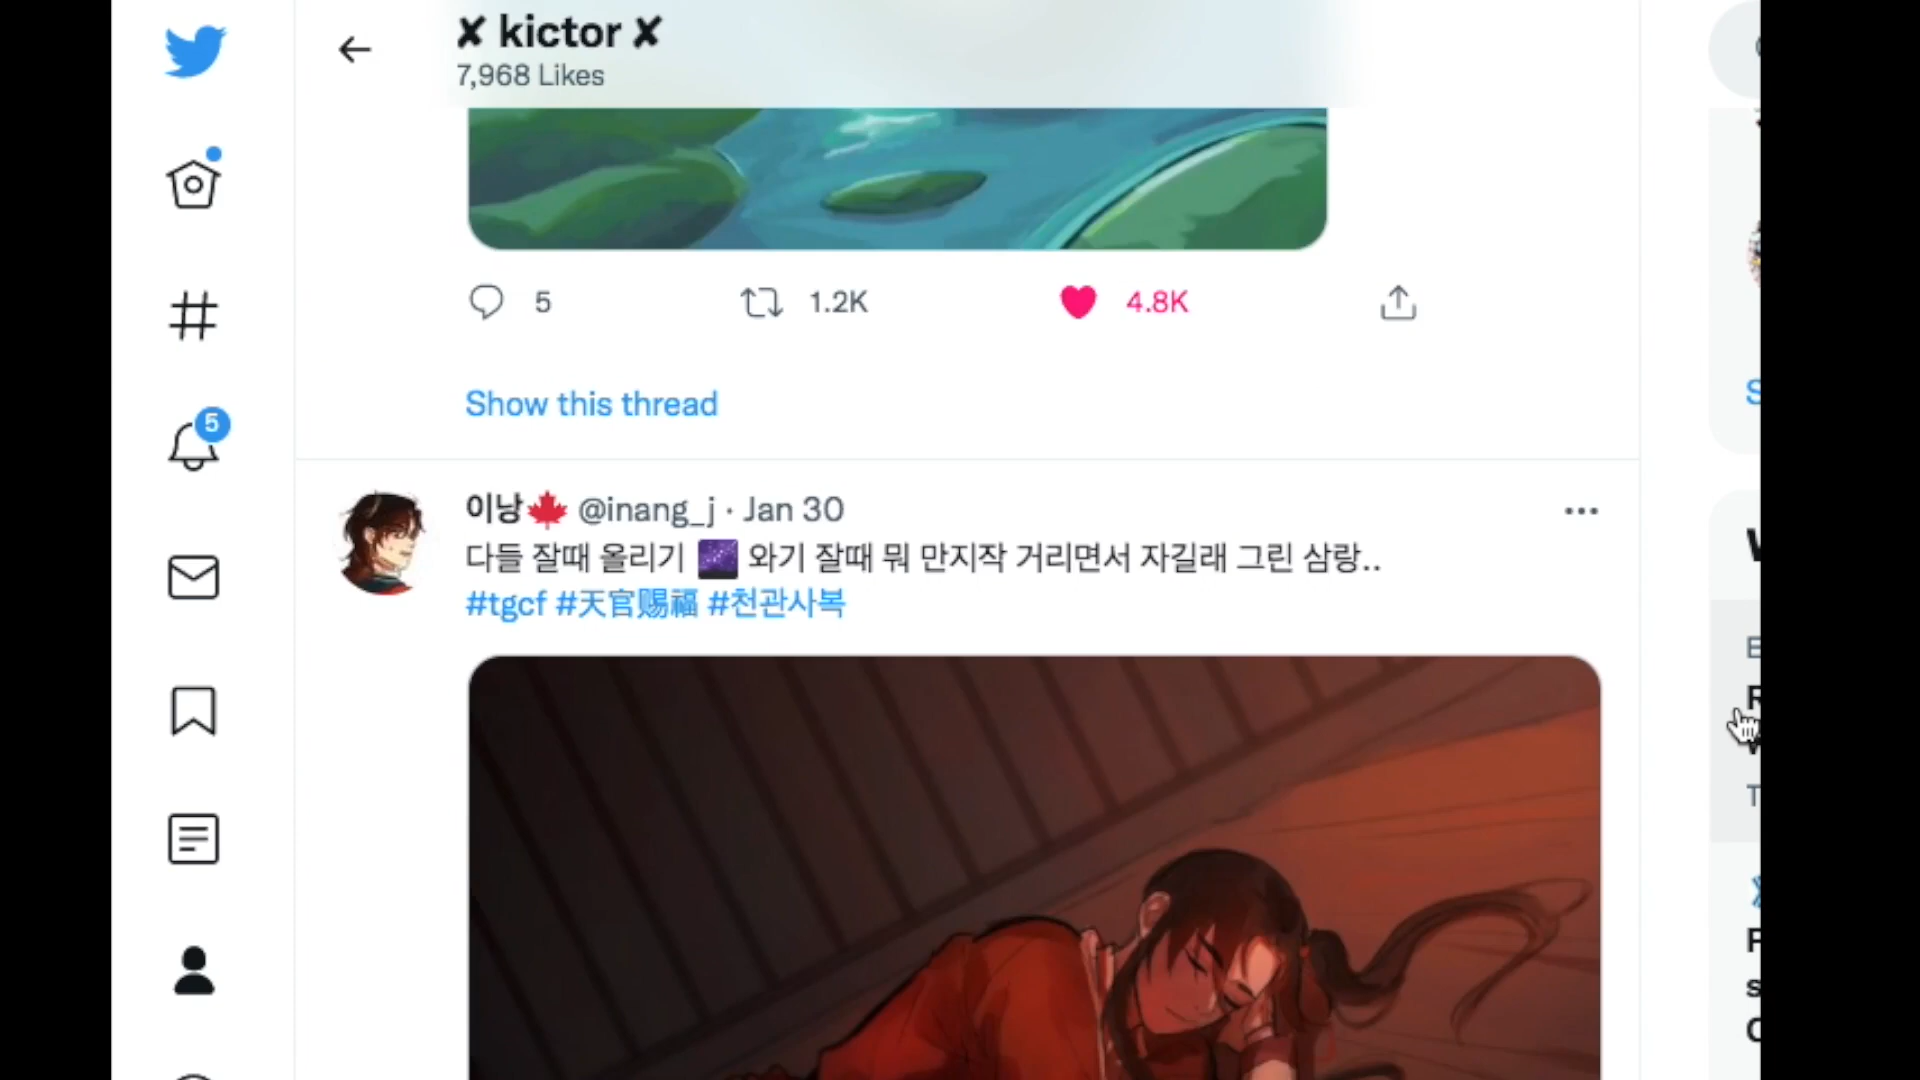 ✘ kictor ✘
7,968 Likes
5 1.2K 4.8K
Show this thread
5
이낭🍁 @inang_j · Jan 30
다들 잘때 올리기 🌌 와기 잘때 뭐 만지작 거리면서 자길래 그린 삼랑..
#tgcf #天官赐福 #천관사복